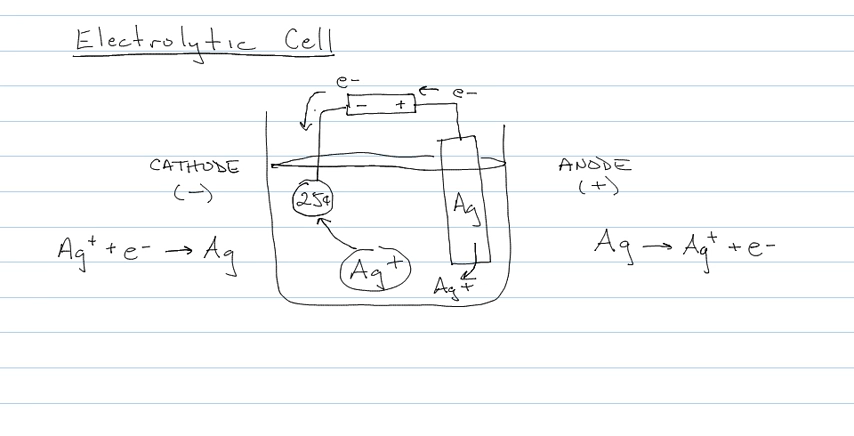 Electrolytic Cell
e-
← e-
- +
CATHODE
(-)
ANODE
(+)
25¢
Ag
Ag⁺ + e- → Ag
Ag → Ag⁺ + e-
Ag+
Ag+